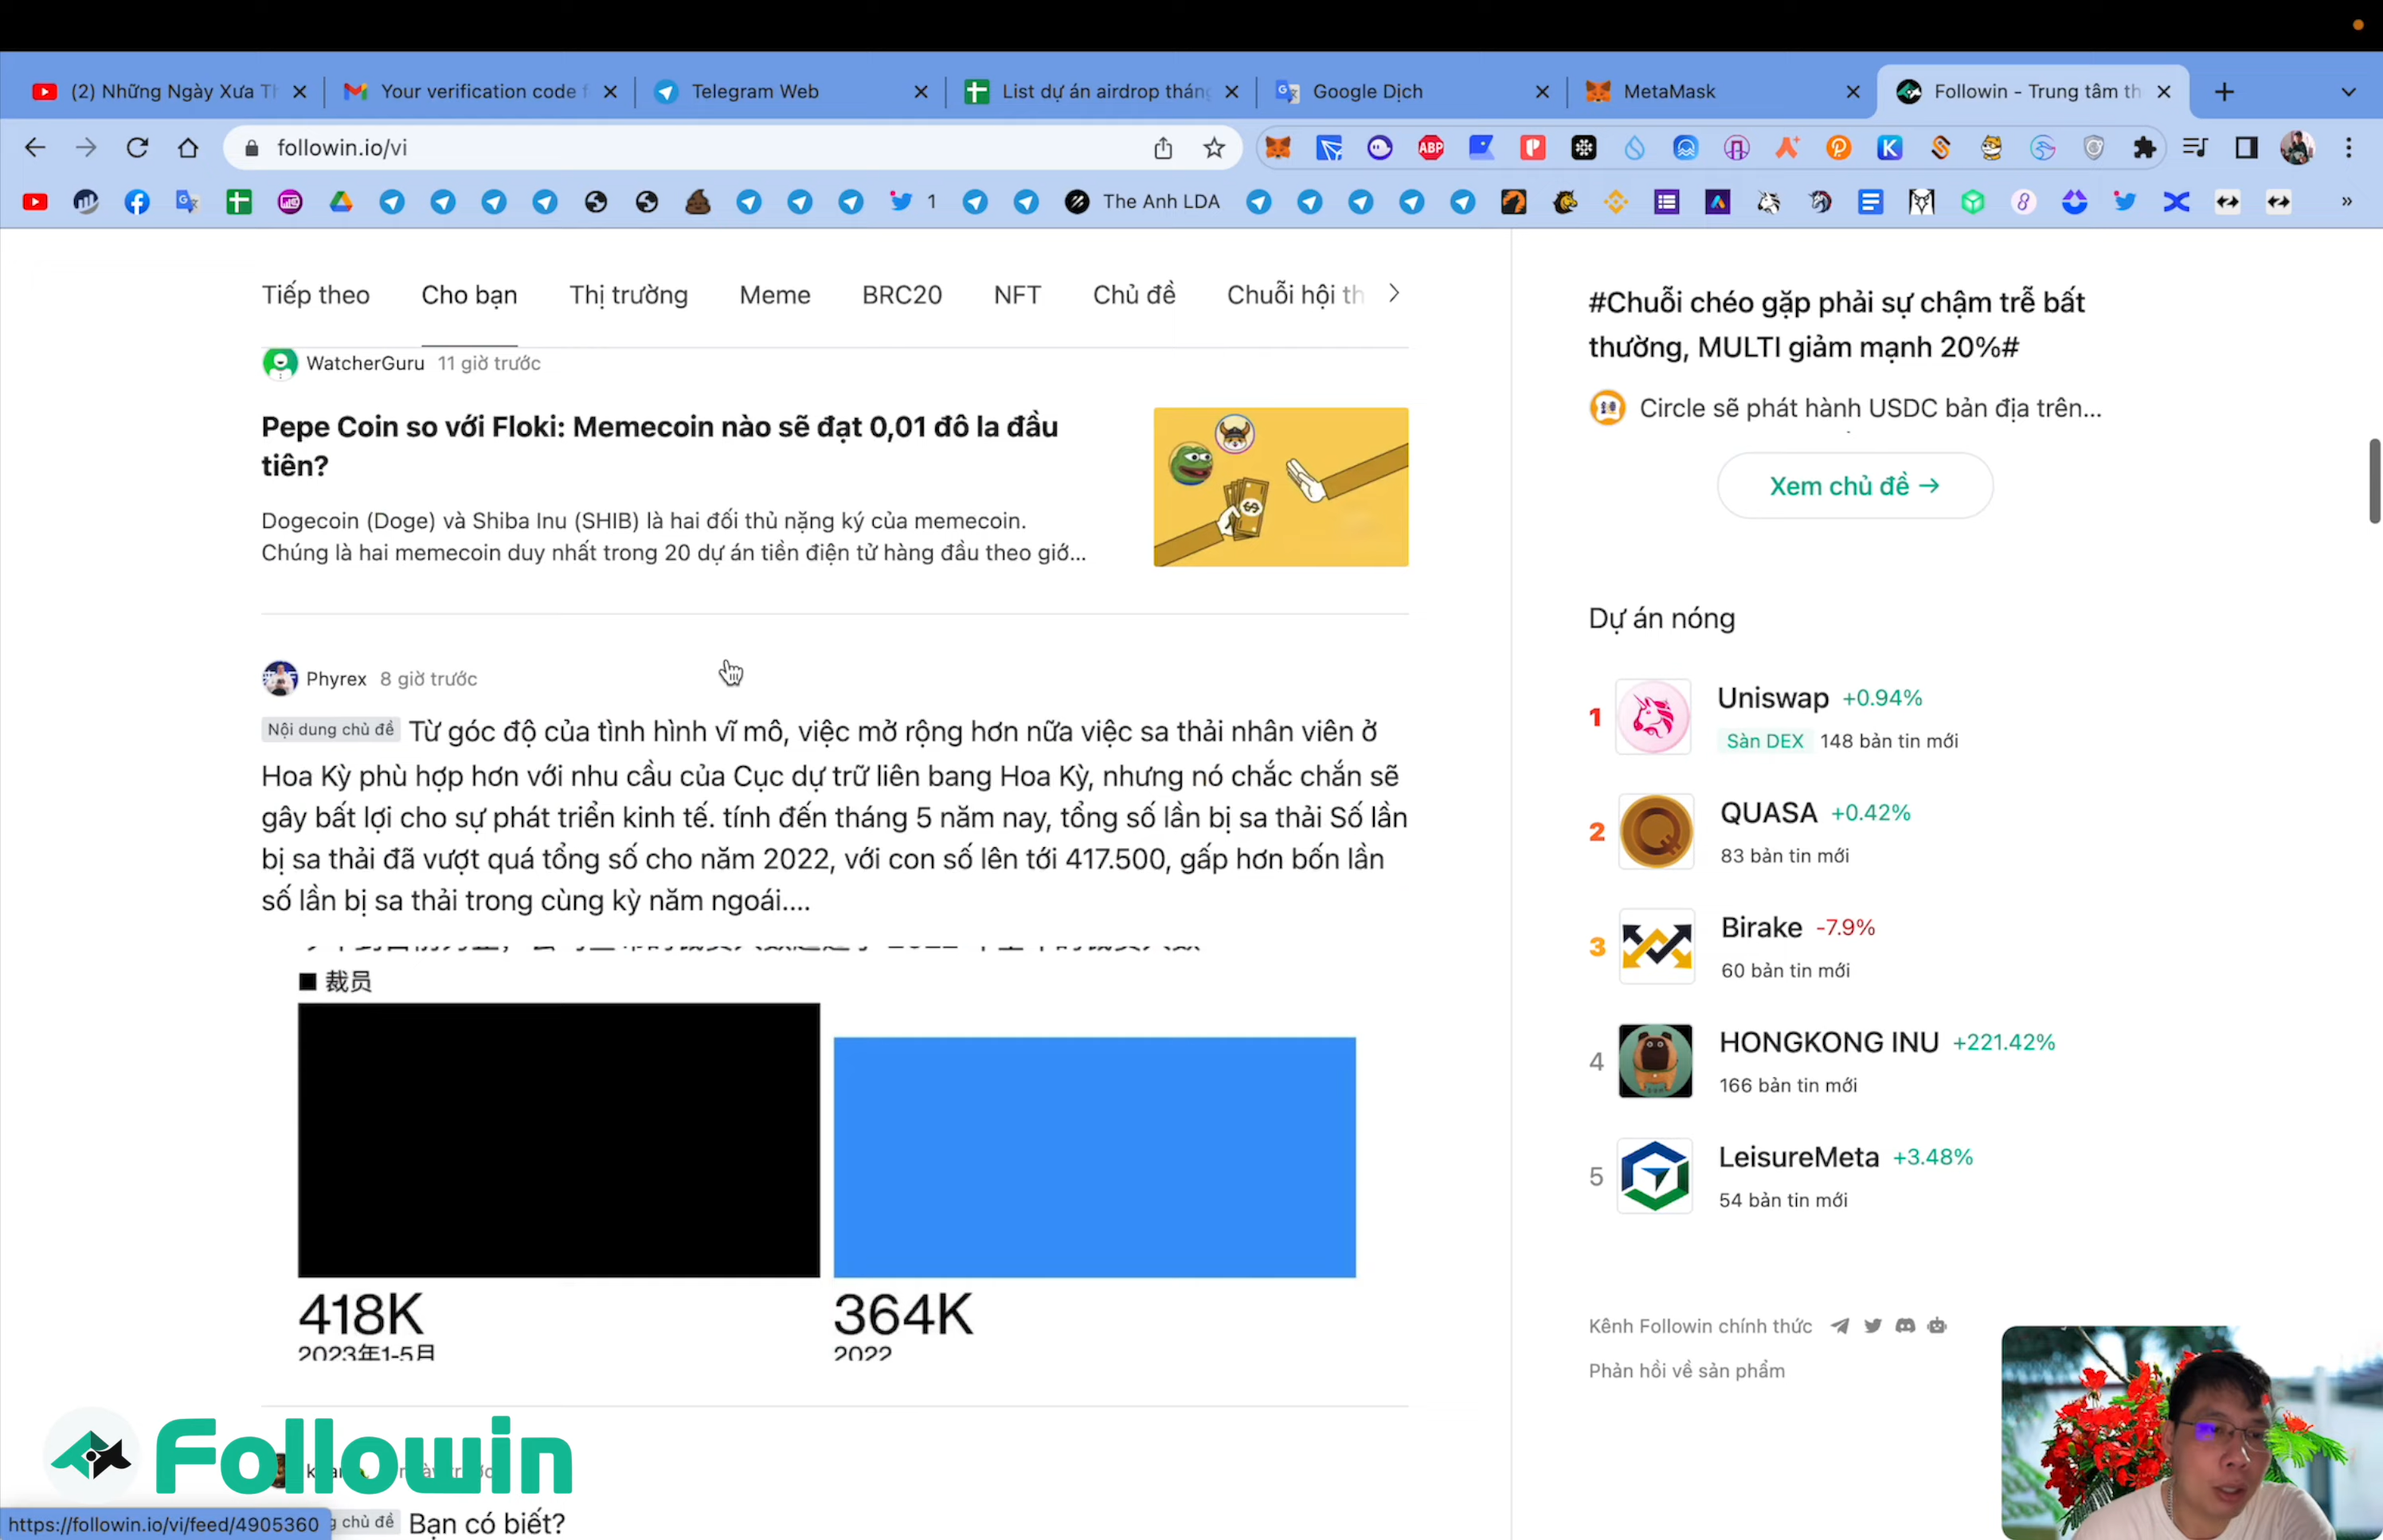 (2) Những Ngày Xưa Th
Your verification code f
Telegram Web
List dự án airdrop tháng
Google Dịch
MetaMask
Followin - Trung tâm th
followin.io/vi
ABP
1
The Anh LDA
Tiếp theo
Cho bạn
Thị trường
Meme
BRC20
NFT
Chủ đề
Chuỗi hội th
WatcherGuru 11 giờ trước
Pepe Coin so với Floki: Memecoin nào sẽ đạt 0,01 đô la đầu
tiên?
Dogecoin (Doge) và Shiba Inu (SHIB) là hai đối thủ nặng ký của memecoin.
Chúng là hai memecoin duy nhất trong 20 dự án tiền điện tử hàng đầu theo giớ...
Phyrex 8 giờ trước
Nội dung chủ đề Từ góc độ của tình hình vĩ mô, việc mở rộng hơn nữa việc sa thải nhân viên ở
Hoa Kỳ phù hợp hơn với nhu cầu của Cục dự trữ liên bang Hoa Kỳ, nhưng nó chắc chắn sẽ
gây bất lợi cho sự phát triển kinh tế. tính đến tháng 5 năm nay, tổng số lần bị sa thải Số lần
bị sa thải đã vượt quá tổng số cho năm 2022, với con số lên tới 417.500, gấp hơn bốn lần
số lần bị sa thải trong cùng kỳ năm ngoái....
裁员
418K
2023年1-5月
364K
2022
Followin
chủ đề Bạn có biết?
https://followin.io/vi/feed/4905360
#Chuỗi chéo gặp phải sự chậm trễ bất
thường, MULTI giảm mạnh 20%#
Circle sẽ phát hành USDC bản địa trên...
Xem chủ đề →
Dự án nóng
1
Uniswap +0.94%
Sàn DEX 148 bản tin mới
2
QUASA +0.42%
83 bản tin mới
3
Birake -7.9%
60 bản tin mới
4
HONGKONG INU +221.42%
166 bản tin mới
5
LeisureMeta +3.48%
54 bản tin mới
Kênh Followin chính thức
Phản hồi về sản phẩm